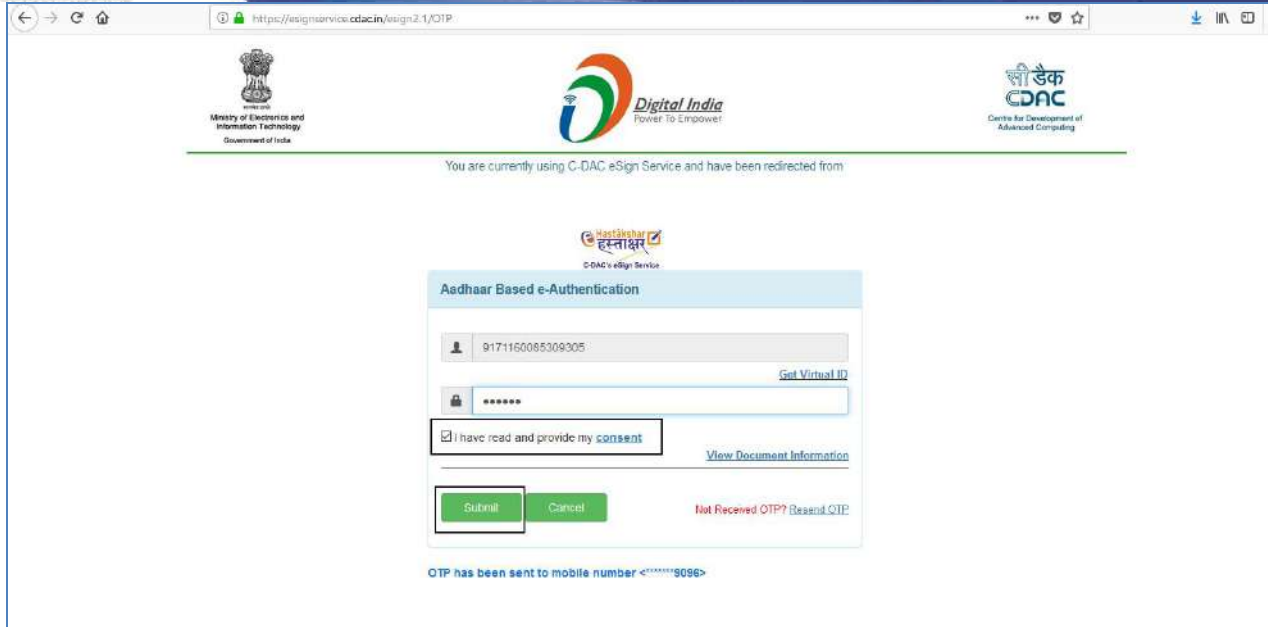 https://esignservice.cdac.in/esign2.1/OTP
Ministry of Electronics and
Information Technology
Government of India
Digital India
Power To Empower
सी डैक
CDAC
Centre for Development of
Advanced Computing
You are currently using C-DAC eSign Service and have been redirected from
eHastākshar
हस्ताक्षर
C-DAC's eSign Service
Aadhaar Based e-Authentication
9171160085309305
Get Virtual ID
••••••
I have read and provide my consent
View Document Information
Submit Cancel Not Received OTP? Resend OTP
OTP has been sent to mobile number <*******9096>